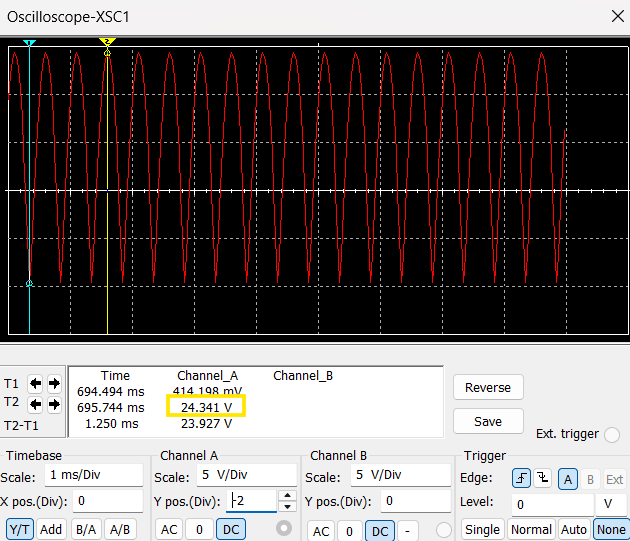 Oscilloscope-XSC1
1 2
Time Channel_A Channel_B
T1 694.494 ms 414.198 mV
T2 695.744 ms 24.341 V
T2-T1 1.250 ms 23.927 V
Reverse
Save
Ext. trigger
Timebase
Scale: 1 ms/Div
X pos.(Div): 0
Y/T Add B/A A/B
Channel A
Scale: 5 V/Div
Y pos.(Div): -2
AC 0 DC
Channel B
Scale: 5 V/Div
Y pos.(Div): 0
AC 0 DC -
Trigger
Edge: A B Ext
Level: 0 V
Single Normal Auto None